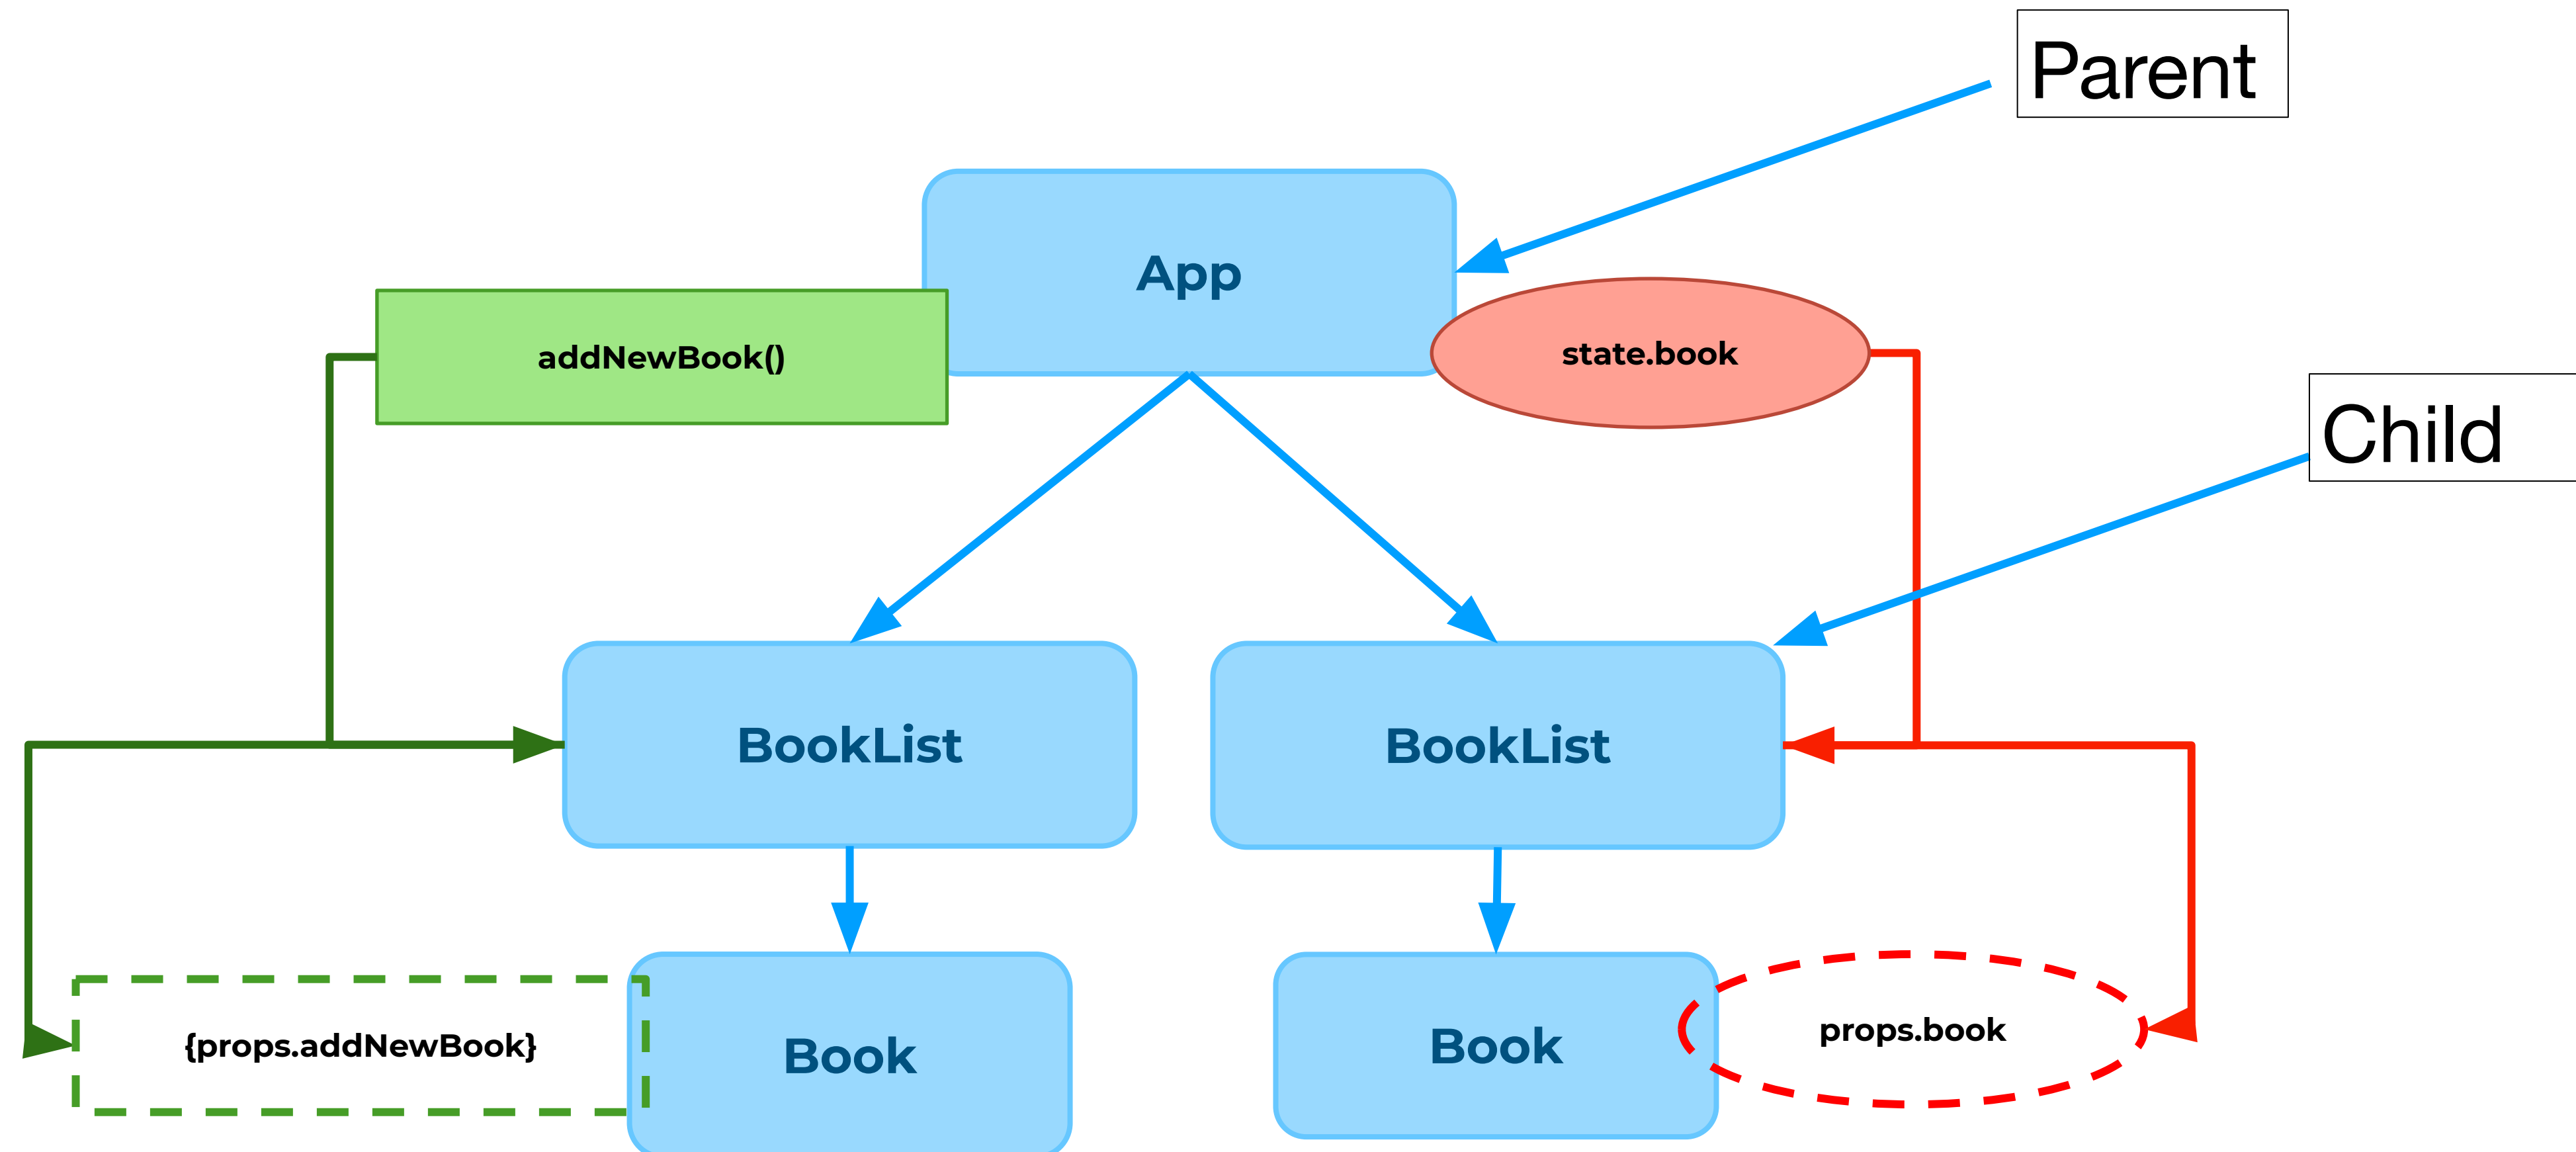 Parent
App
addNewBook()
state.book
Child
BookList
BookList
{props.addNewBook}
Book
Book
props.book